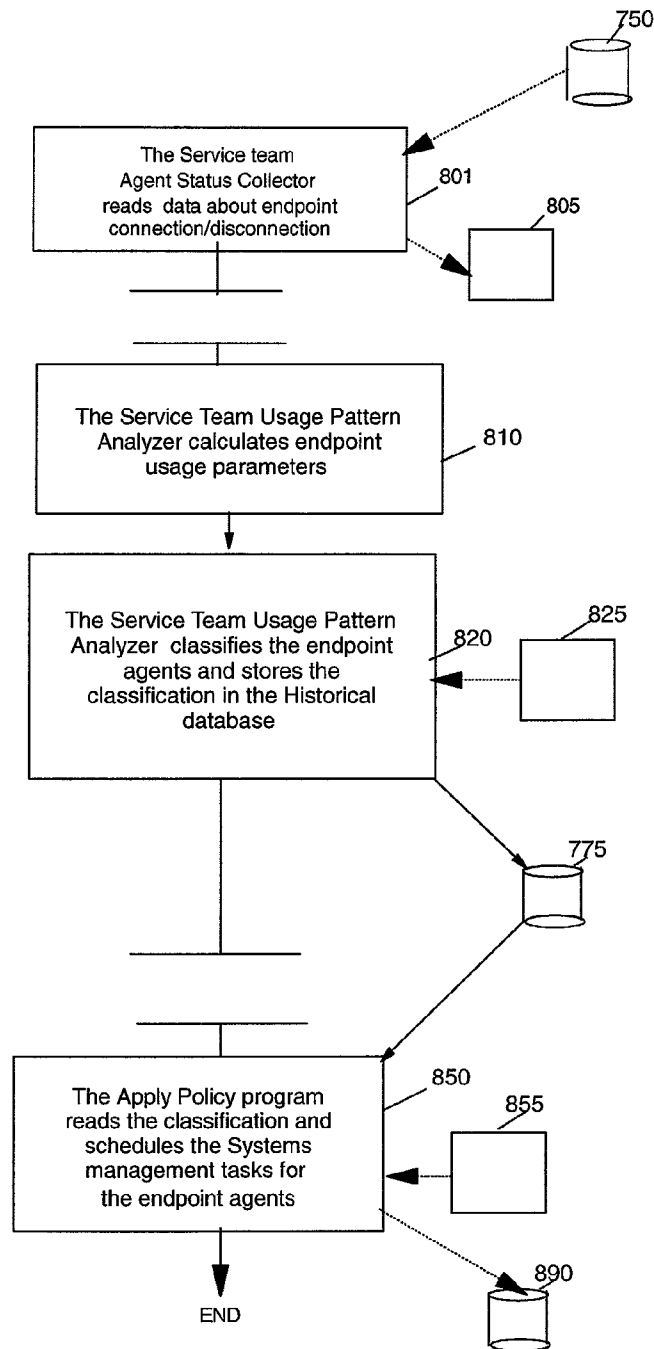 750
The Service team
Agent Status Collector
reads data about endpoint
connection/disconnection
801
805
The Service Team Usage Pattern
Analyzer calculates endpoint
usage parameters
810
The Service Team Usage Pattern
Analyzer classifies the endpoint
agents and stores the
classification in the Historical
database
820
825
775
The Apply Policy program
reads the classification and
schedules the Systems
management tasks for
the endpoint agents
850
855
890
END